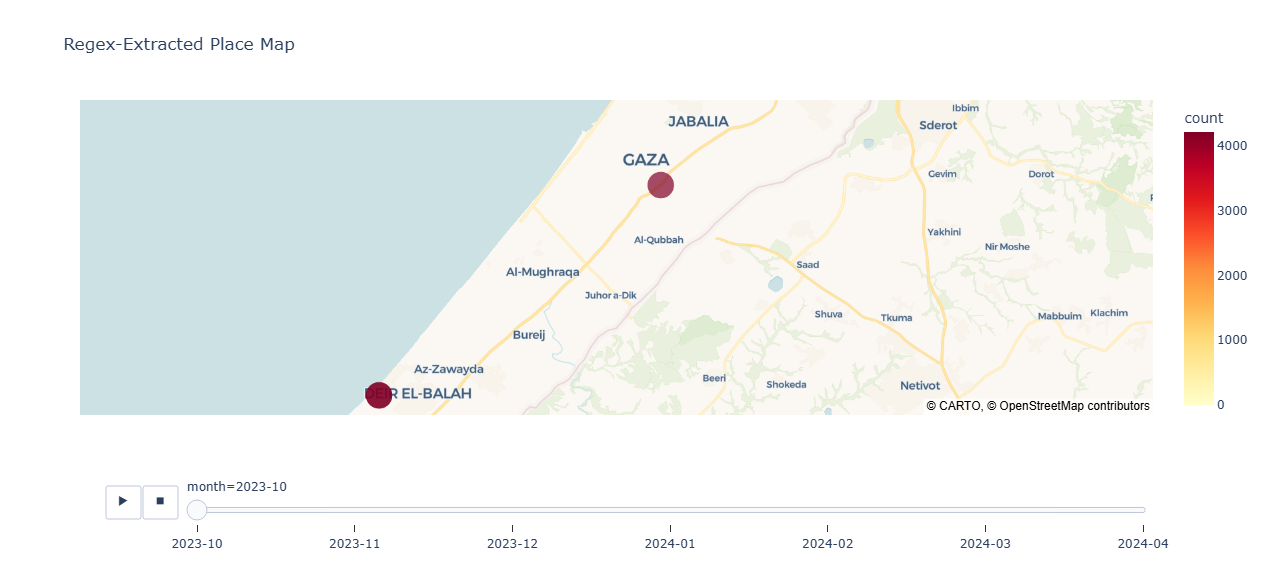 Regex-Extracted Place Map
Ibbim
JABALIA
Sderot
count
4000
GAZA
Gevim
Dorot
3000
Al-Qubbah
Yakhini
Nir Moshe
Saad
Al-Mughraqa
2000
Juhor a-Dik
Shuva
Tkuma
Mabbuim
Klachim
Bureij
1000
Az-Zawayda
Beeri
Shokeda
Netivot
DEIR EL-BALAH
© CARTO, © OpenStreetMap contributors
0
month=2023-10
2023-10
2023-11
2023-12
2024-01
2024-02
2024-03
2024-04